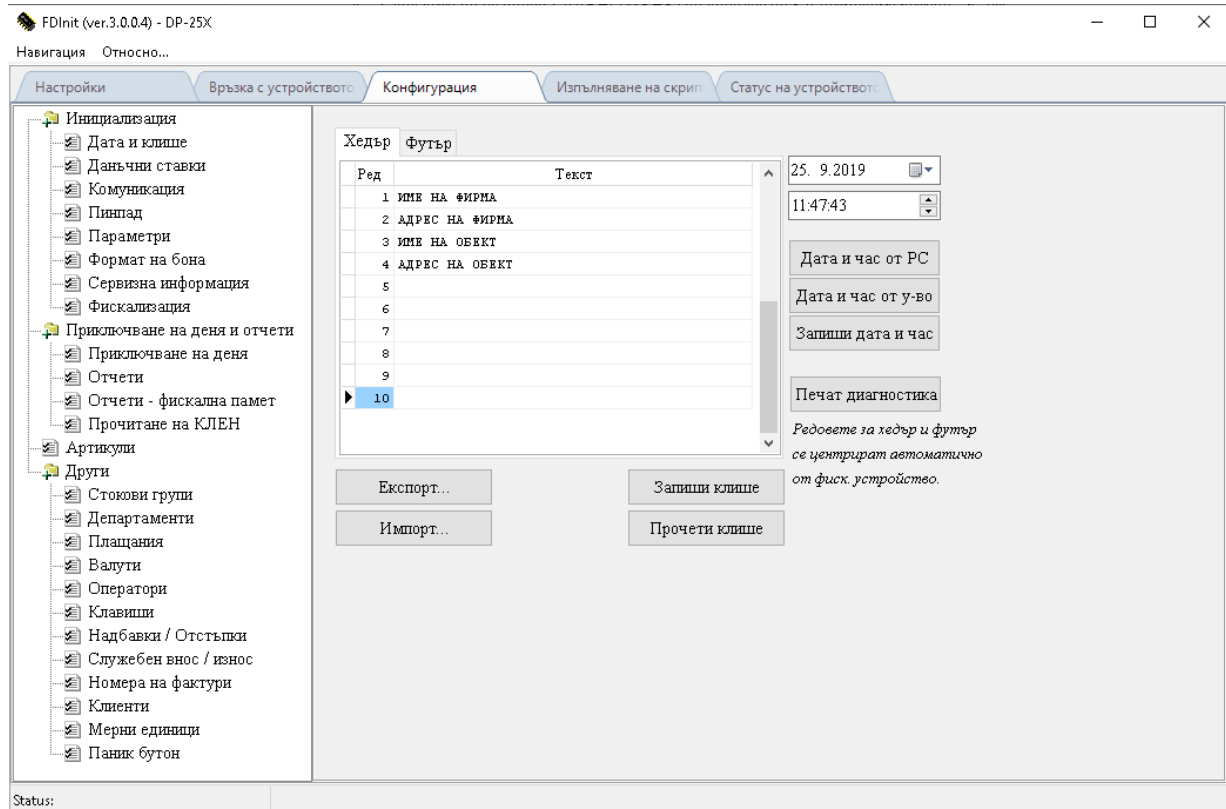 FDInit (ver.3.0.0.4) - DP-25X
Навигация Относно...
Настройки
Връзка с устройството
Конфигурация
Изпълняване на скрип
Статус на устройството
Инициализация
Дата и клише
Данъчни ставки
Комуникация
Пинпад
Параметри
Формат на бона
Сервизна информация
Фискализация
Приключване на деня и отчети
Приключване на деня
Отчети
Отчети - фискална памет
Прочитане на КЛЕН
Артикули
Други
Стокови групи
Департаменти
Плащания
Валути
Оператори
Клавиши
Надбавки / Отстъпки
Служебен внос / износ
Номера на фактури
Клиенти
Мерни единици
Паник бутон
Хедър Футър
Ред Текст
1 ИМЕ НА ФИРМА
2 АДРЕС НА ФИРМА
3 ИМЕ НА ОБЕКТ
4 АДРЕС НА ОБЕКТ
5
6
7
8
9
10
Експорт...
Запиши клише
Импорт...
Прочети клише
25. 9.2019
11:47:43
Дата и час от PC
Дата и час от у-во
Запиши дата и час
Печат диагностика
Редовете за хедър и футър
се центрират автоматично
от фиск. устройство.
Status: